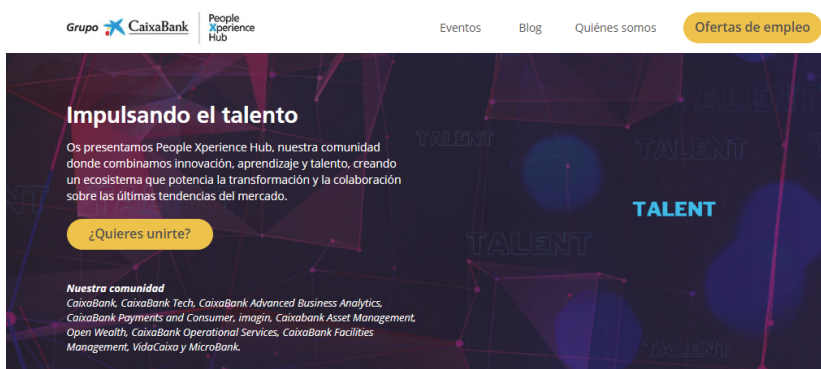 Grupo CaixaBank
People
Xperience
Hub
Eventos Blog Quiénes somos Ofertas de empleo
Impulsando el talento
Os presentamos People Xperience Hub, nuestra comunidad
donde combinamos innovación, aprendizaje y talento, creando
un ecosistema que potencia la transformación y la colaboración
sobre las últimas tendencias del mercado.
¿Quieres unirte?
Nuestra comunidad
CaixaBank, CaixaBank Tech, CaixaBank Advanced Business Analytics,
CaixaBank Payments and Consumer, imagin, Caixabank Asset Management,
Open Wealth, CaixaBank Operational Services, CaixaBank Facilities
Management, VidaCaixa y MicroBank.
TALENT
TALENT
TALENT
TALENT
TALENT
TALENT